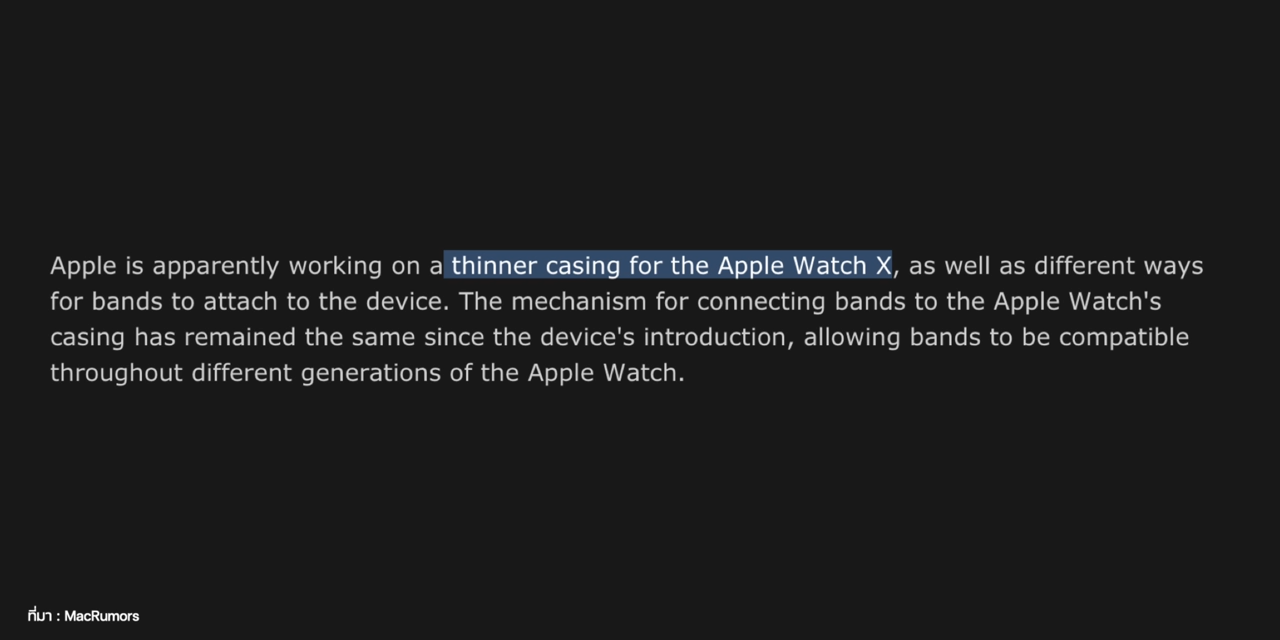 Apple is apparently working on a thinner casing for the Apple Watch X, as well as different ways
for bands to attach to the device. The mechanism for connecting bands to the Apple Watch's
casing has remained the same since the device's introduction, allowing bands to be compatible
throughout different generations of the Apple Watch.
ที่มา : MacRumors